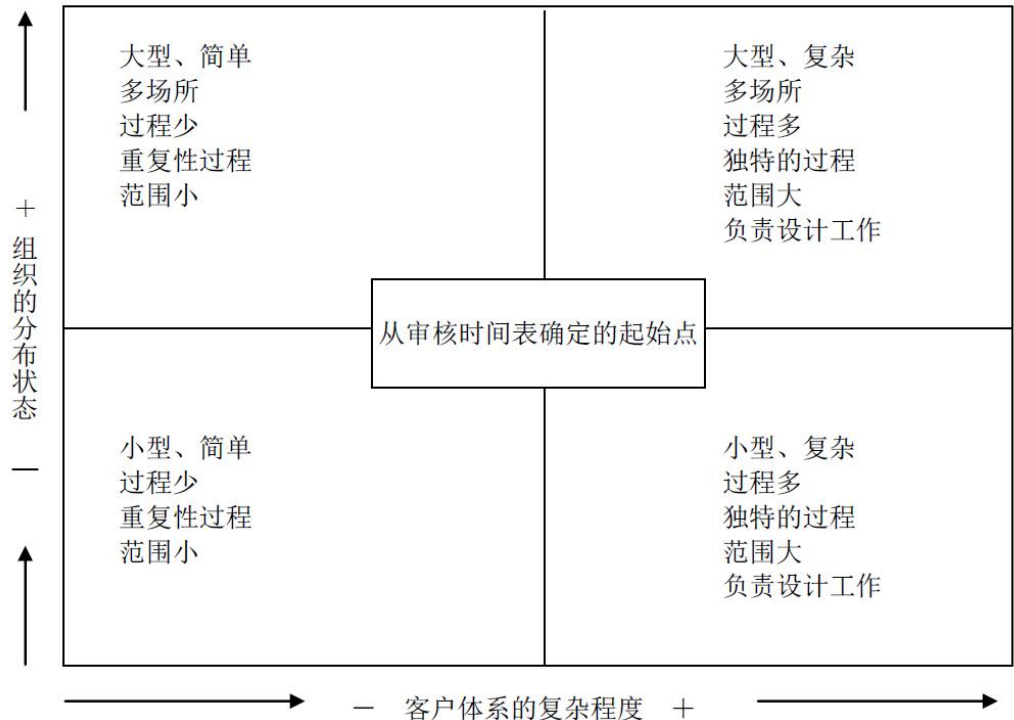 大型、简单
多场所
过程少
重复性过程
范围小
大型、复杂
多场所
过程多
独特的过程
范围大
负责设计工作
＋ 组织的分布状态 －
从审核时间表确定的起始点
小型、简单
过程少
重复性过程
范围小
小型、复杂
过程多
独特的过程
范围大
负责设计工作
－ 客户体系的复杂程度 ＋